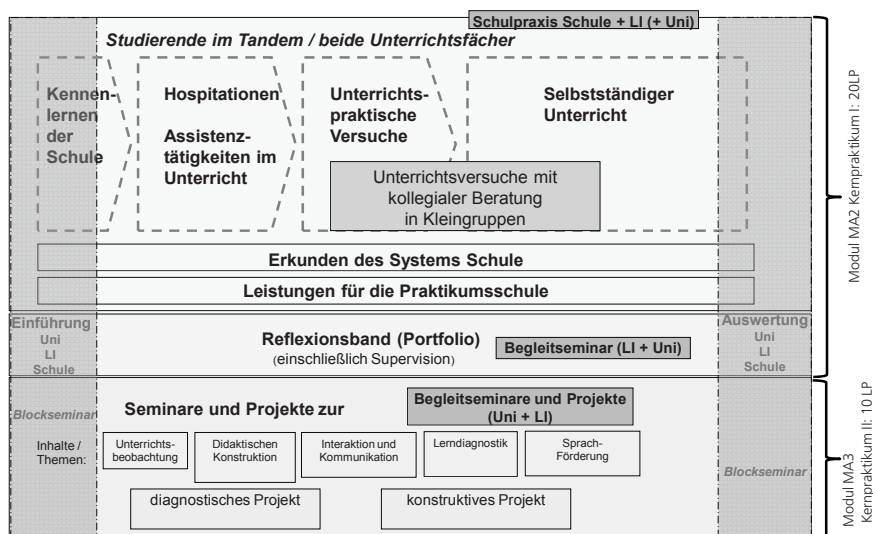 Schulpraxis Schule + LI (+ Uni)
Studierende im Tandem / beide Unterrichtsfächer
Kennen-
lernen
der
Schule
Hospitationen
Assistenz-
tätigkeiten im
Unterricht
Unterrichts-
praktische
Versuche
Selbstständiger
Unterricht
Unterrichtsversuche mit
kollegialer Beratung
in Kleingruppen
Erkunden des Systems Schule
Leistungen für die Praktikumsschule
Modul MA2 Kernpraktikum I: 20LP
Einführung
Uni
LI
Schule
Reflexionsband (Portfolio)
(einschließlich Supervision)
Begleitseminar (LI + Uni)
Auswertung
Uni
LI
Schule
Blockseminar
Seminare und Projekte zur
Begleitseminare und Projekte
(Uni + LI)
Inhalte /
Themen:
Unterrichts-
beobachtung
Didaktischen
Konstruktion
Interaktion und
Kommunikation
Lerndiagnostik
Sprach-
Förderung
Blockseminar
diagnostisches Projekt
konstruktives Projekt
Modul MA3
Kernpraktikum II: 10 LP